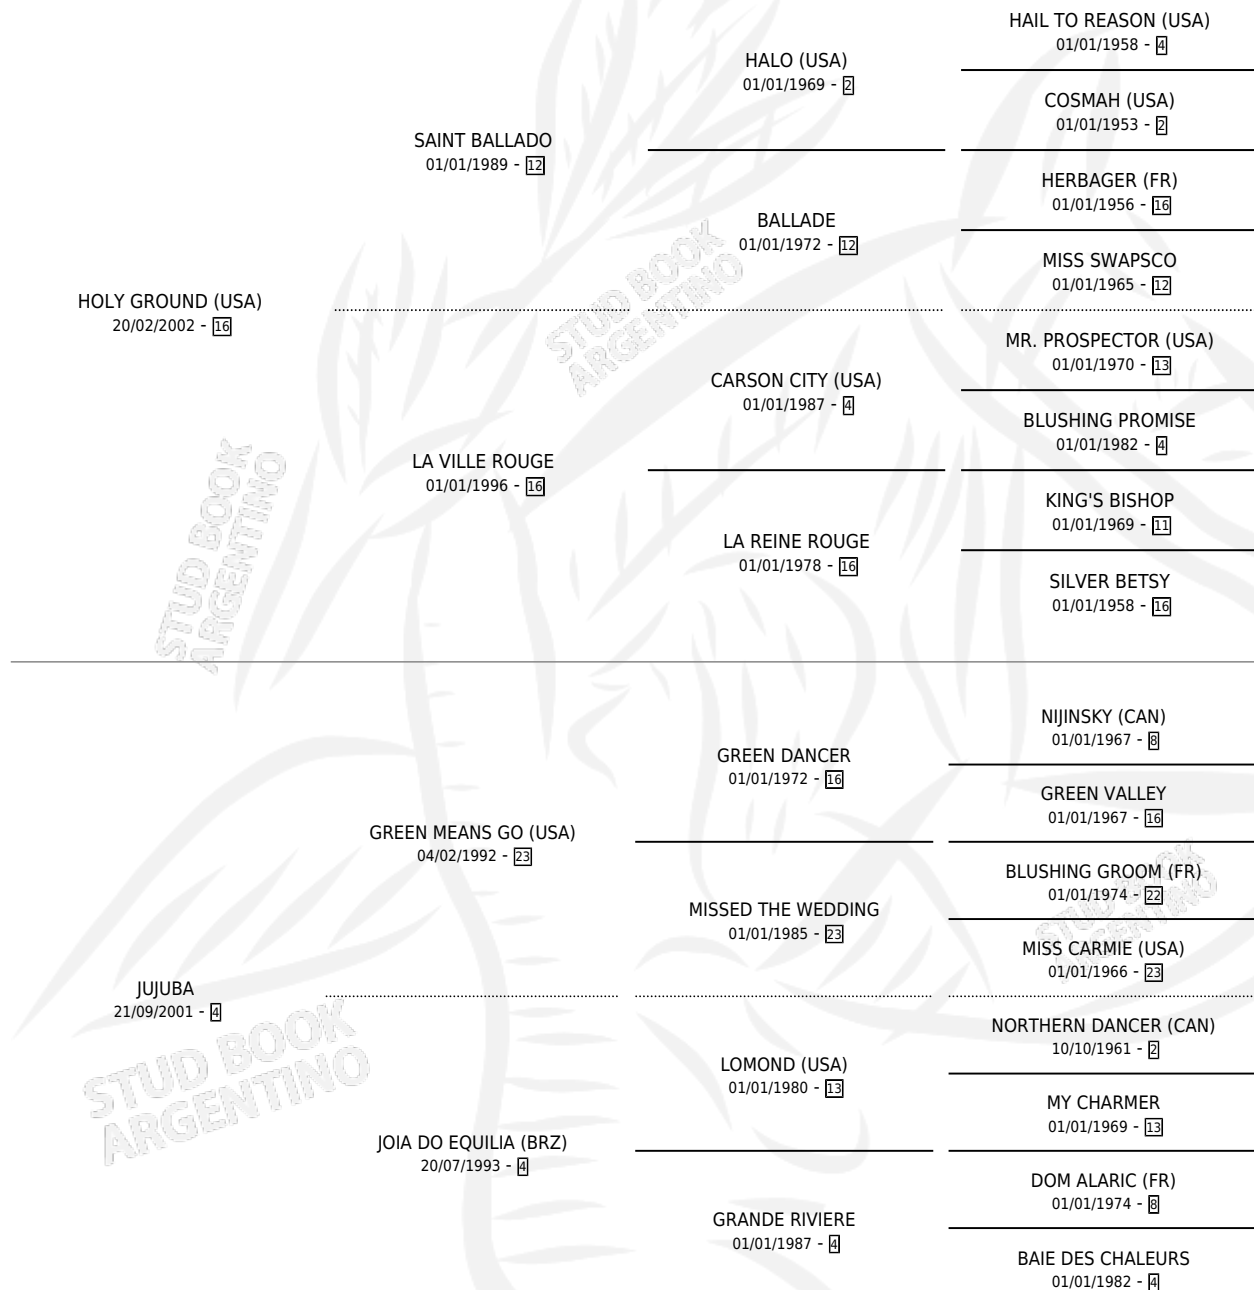 HAIL TO REASON (USA)
01/01/1958 - 4
HALO (USA)
01/01/1969 - 2
COSMAH (USA)
01/01/1953 - 2
SAINT BALLADO
01/01/1989 - 12
HERBAGER (FR)
01/01/1956 - 16
BALLADE
01/01/1972 - 12
MISS SWAPSCO
01/01/1965 - 12
HOLY GROUND (USA)
20/02/2002 - 16
MR. PROSPECTOR (USA)
01/01/1970 - 13
CARSON CITY (USA)
01/01/1987 - 4
BLUSHING PROMISE
01/01/1982 - 4
LA VILLE ROUGE
01/01/1996 - 16
KING'S BISHOP
01/01/1969 - 11
LA REINE ROUGE
01/01/1978 - 16
SILVER BETSY
01/01/1958 - 16
NIJINSKY (CAN)
01/01/1967 - 8
GREEN DANCER
01/01/1972 - 16
GREEN VALLEY
01/01/1967 - 16
GREEN MEANS GO (USA)
04/02/1992 - 23
BLUSHING GROOM (FR)
01/01/1974 - 22
MISSED THE WEDDING
01/01/1985 - 23
MISS CARMIE (USA)
01/01/1966 - 23
JUJUBA
21/09/2001 - 4
NORTHERN DANCER (CAN)
10/10/1961 - 2
LOMOND (USA)
01/01/1980 - 13
MY CHARMER
01/01/1969 - 13
JOIA DO EQUILIA (BRZ)
20/07/1993 - 4
DOM ALARIC (FR)
01/01/1974 - 8
GRANDE RIVIERE
01/01/1987 - 4
BAIE DES CHALEURS
01/01/1982 - 4
STUD BOOK
ARGENTINO
STUD BOOK
ARGENTINO
STUD BOOK
ARGENTINO
STUD BOOK
ARGENTINO